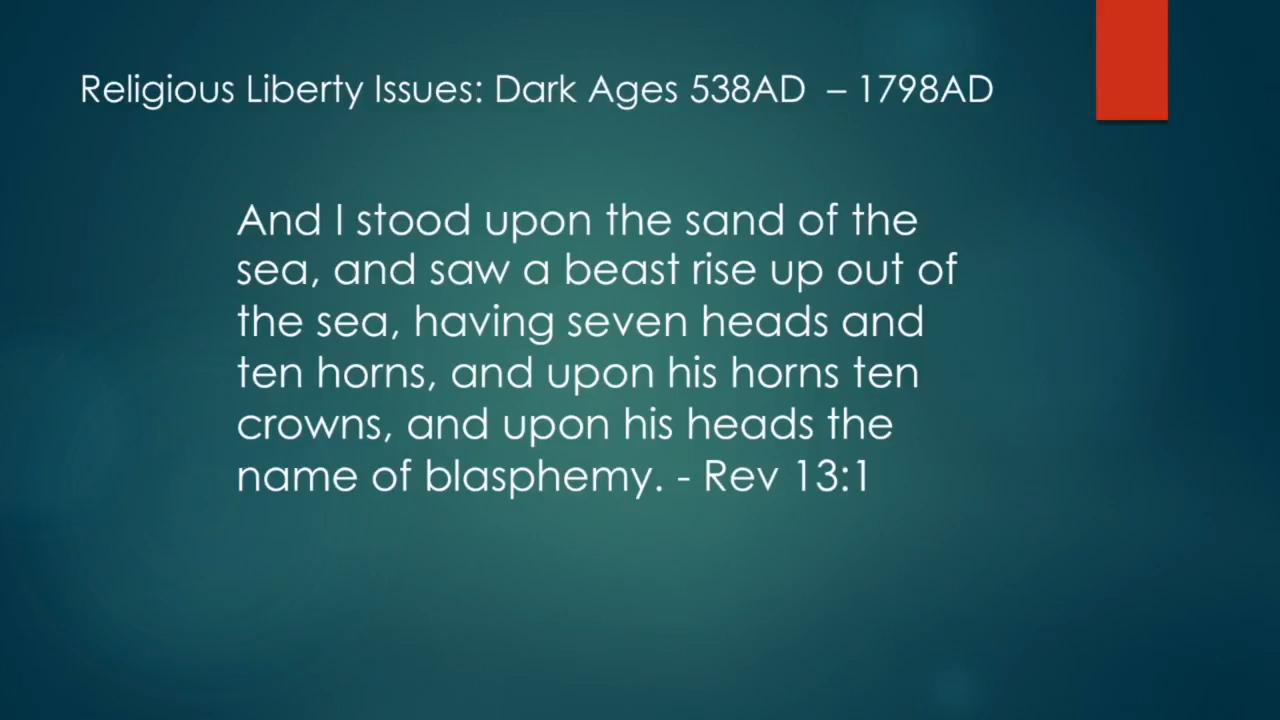 Religious Liberty Issues: Dark Ages 538AD – 1798AD
And I stood upon the sand of the
sea, and saw a beast rise up out of
the sea, having seven heads and
ten horns, and upon his horns ten
crowns, and upon his heads the
name of blasphemy. - Rev 13:1